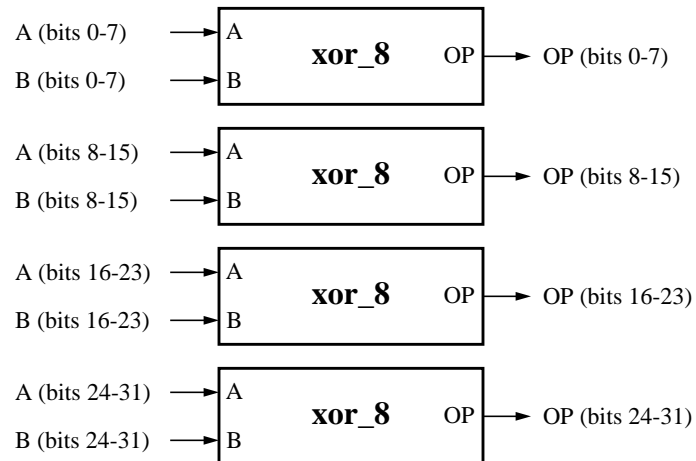 A (bits 0-7) A xor_8 OP OP (bits 0-7)
B (bits 0-7) B
A (bits 8-15) A xor_8 OP OP (bits 8-15)
B (bits 8-15) B
A (bits 16-23) A xor_8 OP OP (bits 16-23)
B (bits 16-23) B
A (bits 24-31) A xor_8 OP OP (bits 24-31)
B (bits 24-31) B